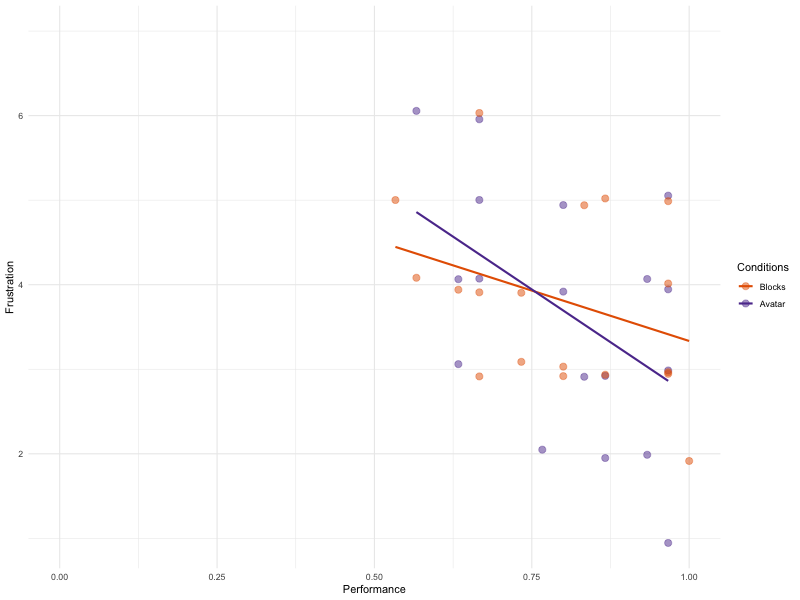 6
4
2
0.00 0.25 0.50 0.75 1.00
Performance
Frustration
Conditions
Blocks
Avatar